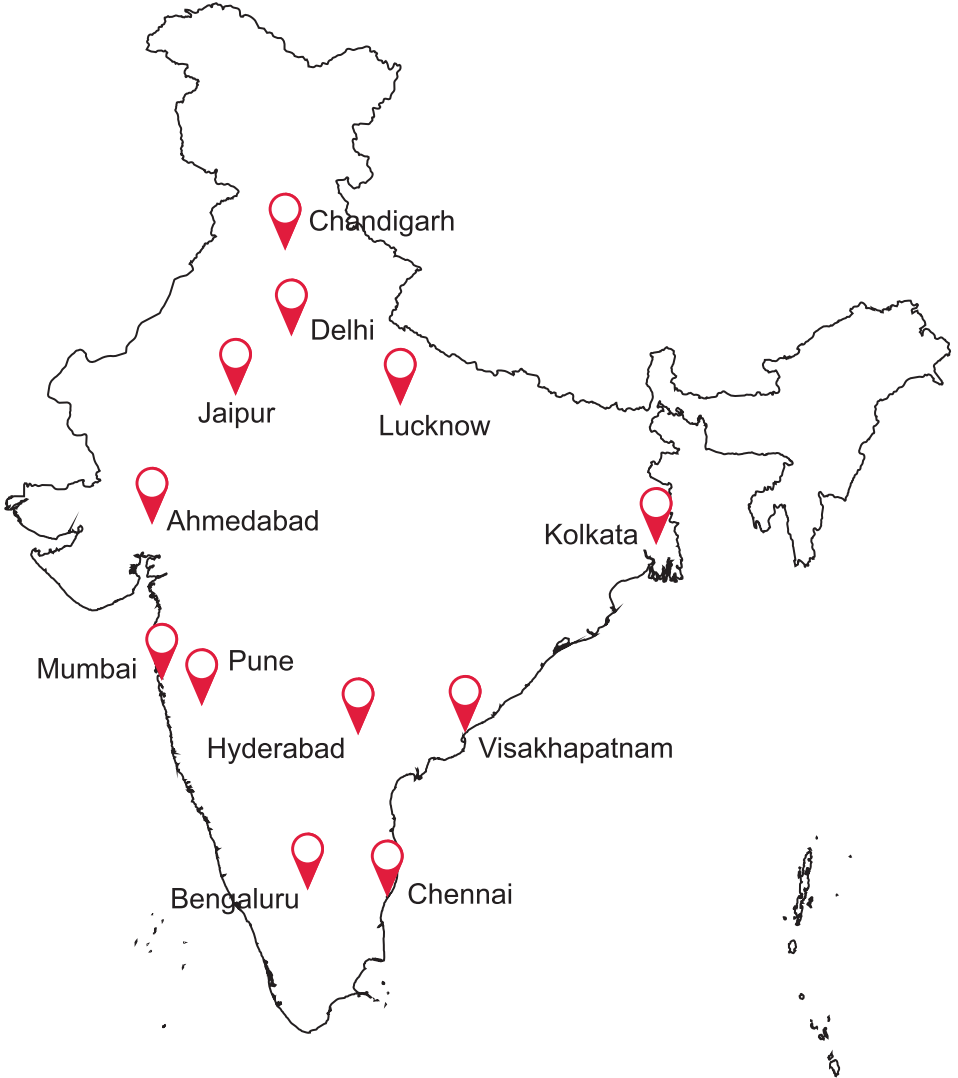 Chandigarh
Delhi
Jaipur
Lucknow
Ahmedabad
Kolkata
Mumbai
Pune
Hyderabad
Visakhapatnam
Bengaluru
Chennai